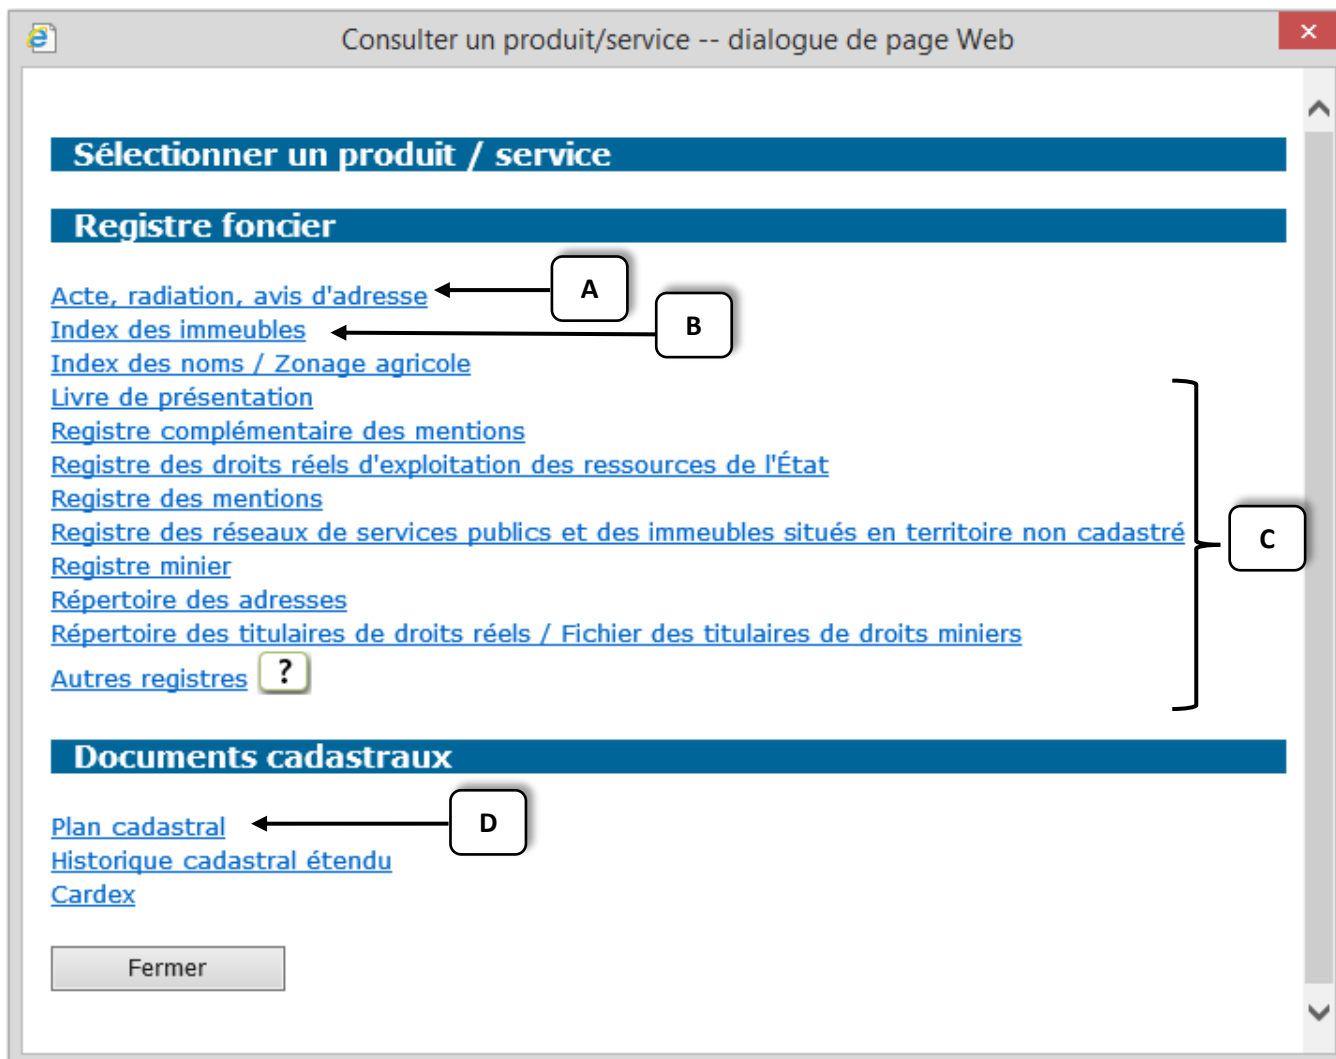 Consulter un produit/service -- dialogue de page Web
Sélectionner un produit / service
Registre foncier
Acte, radiation, avis d'adresse
A
Index des immeubles
B
Index des noms / Zonage agricole
Livre de présentation
Registre complémentaire des mentions
Registre des droits réels d'exploitation des ressources de l'État
Registre des mentions
Registre des réseaux de services publics et des immeubles situés en territoire non cadastré
C
Registre minier
Répertoire des adresses
Répertoire des titulaires de droits réels / Fichier des titulaires de droits miniers
Autres registres ?
Documents cadastraux
Plan cadastral
D
Historique cadastral étendu
Cardex
Fermer